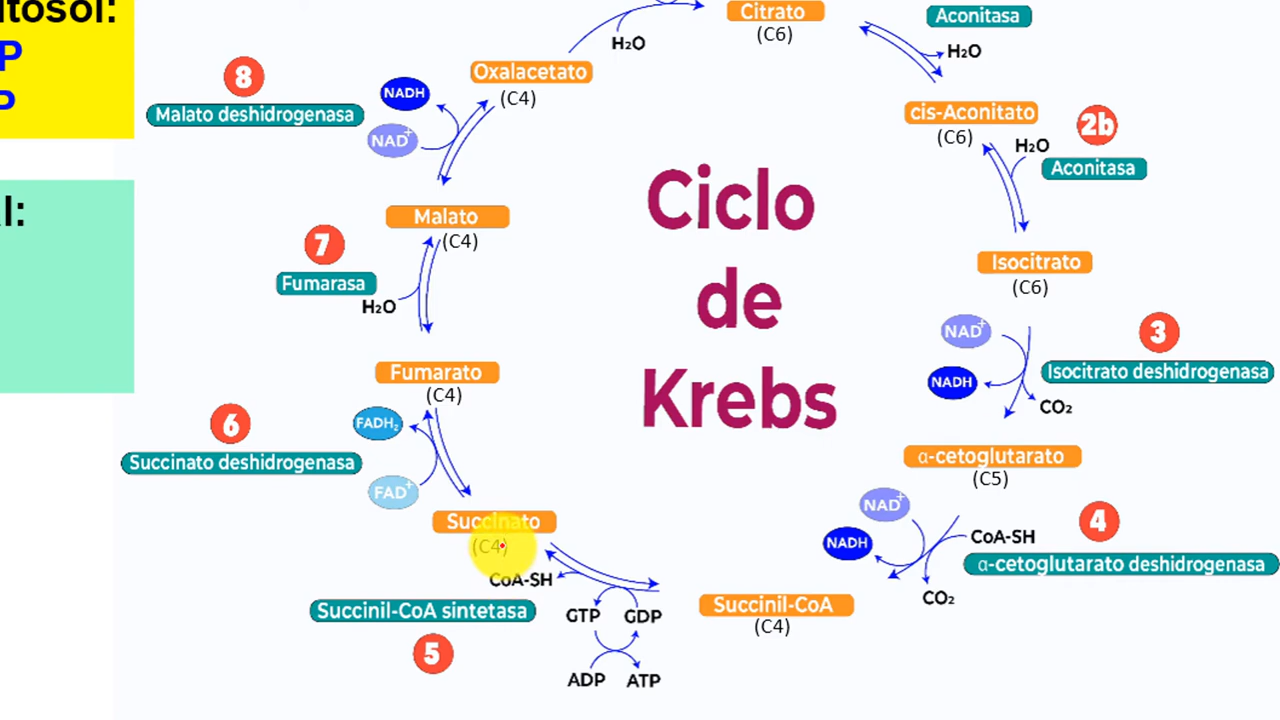 itosol:
P
P
l:
Ciclo
de
Krebs
Citrato
(C6)
Aconitasa
H₂O
cis-Aconitato
(C6)
2b
H₂O
Aconitasa
Isocitrato
(C6)
NAD⁺
NADH
3
Isocitrato deshidrogenasa
CO₂
α-cetoglutarato
(C5)
NAD⁺
NADH
4
CoA-SH
α-cetoglutarato deshidrogenasa
CO₂
Succinil-CoA
(C4)
GTP
GDP
ADP
ATP
CoA-SH
Succinil-CoA sintetasa
5
Succinato
(C4)
6
Succinato deshidrogenasa
FADH₂
FAD⁺
Fumarato
(C4)
7
Fumarasa
H₂O
Malato
(C4)
8
Malato deshidrogenasa
NADH
NAD⁺
Oxalacetato
(C4)
H₂O